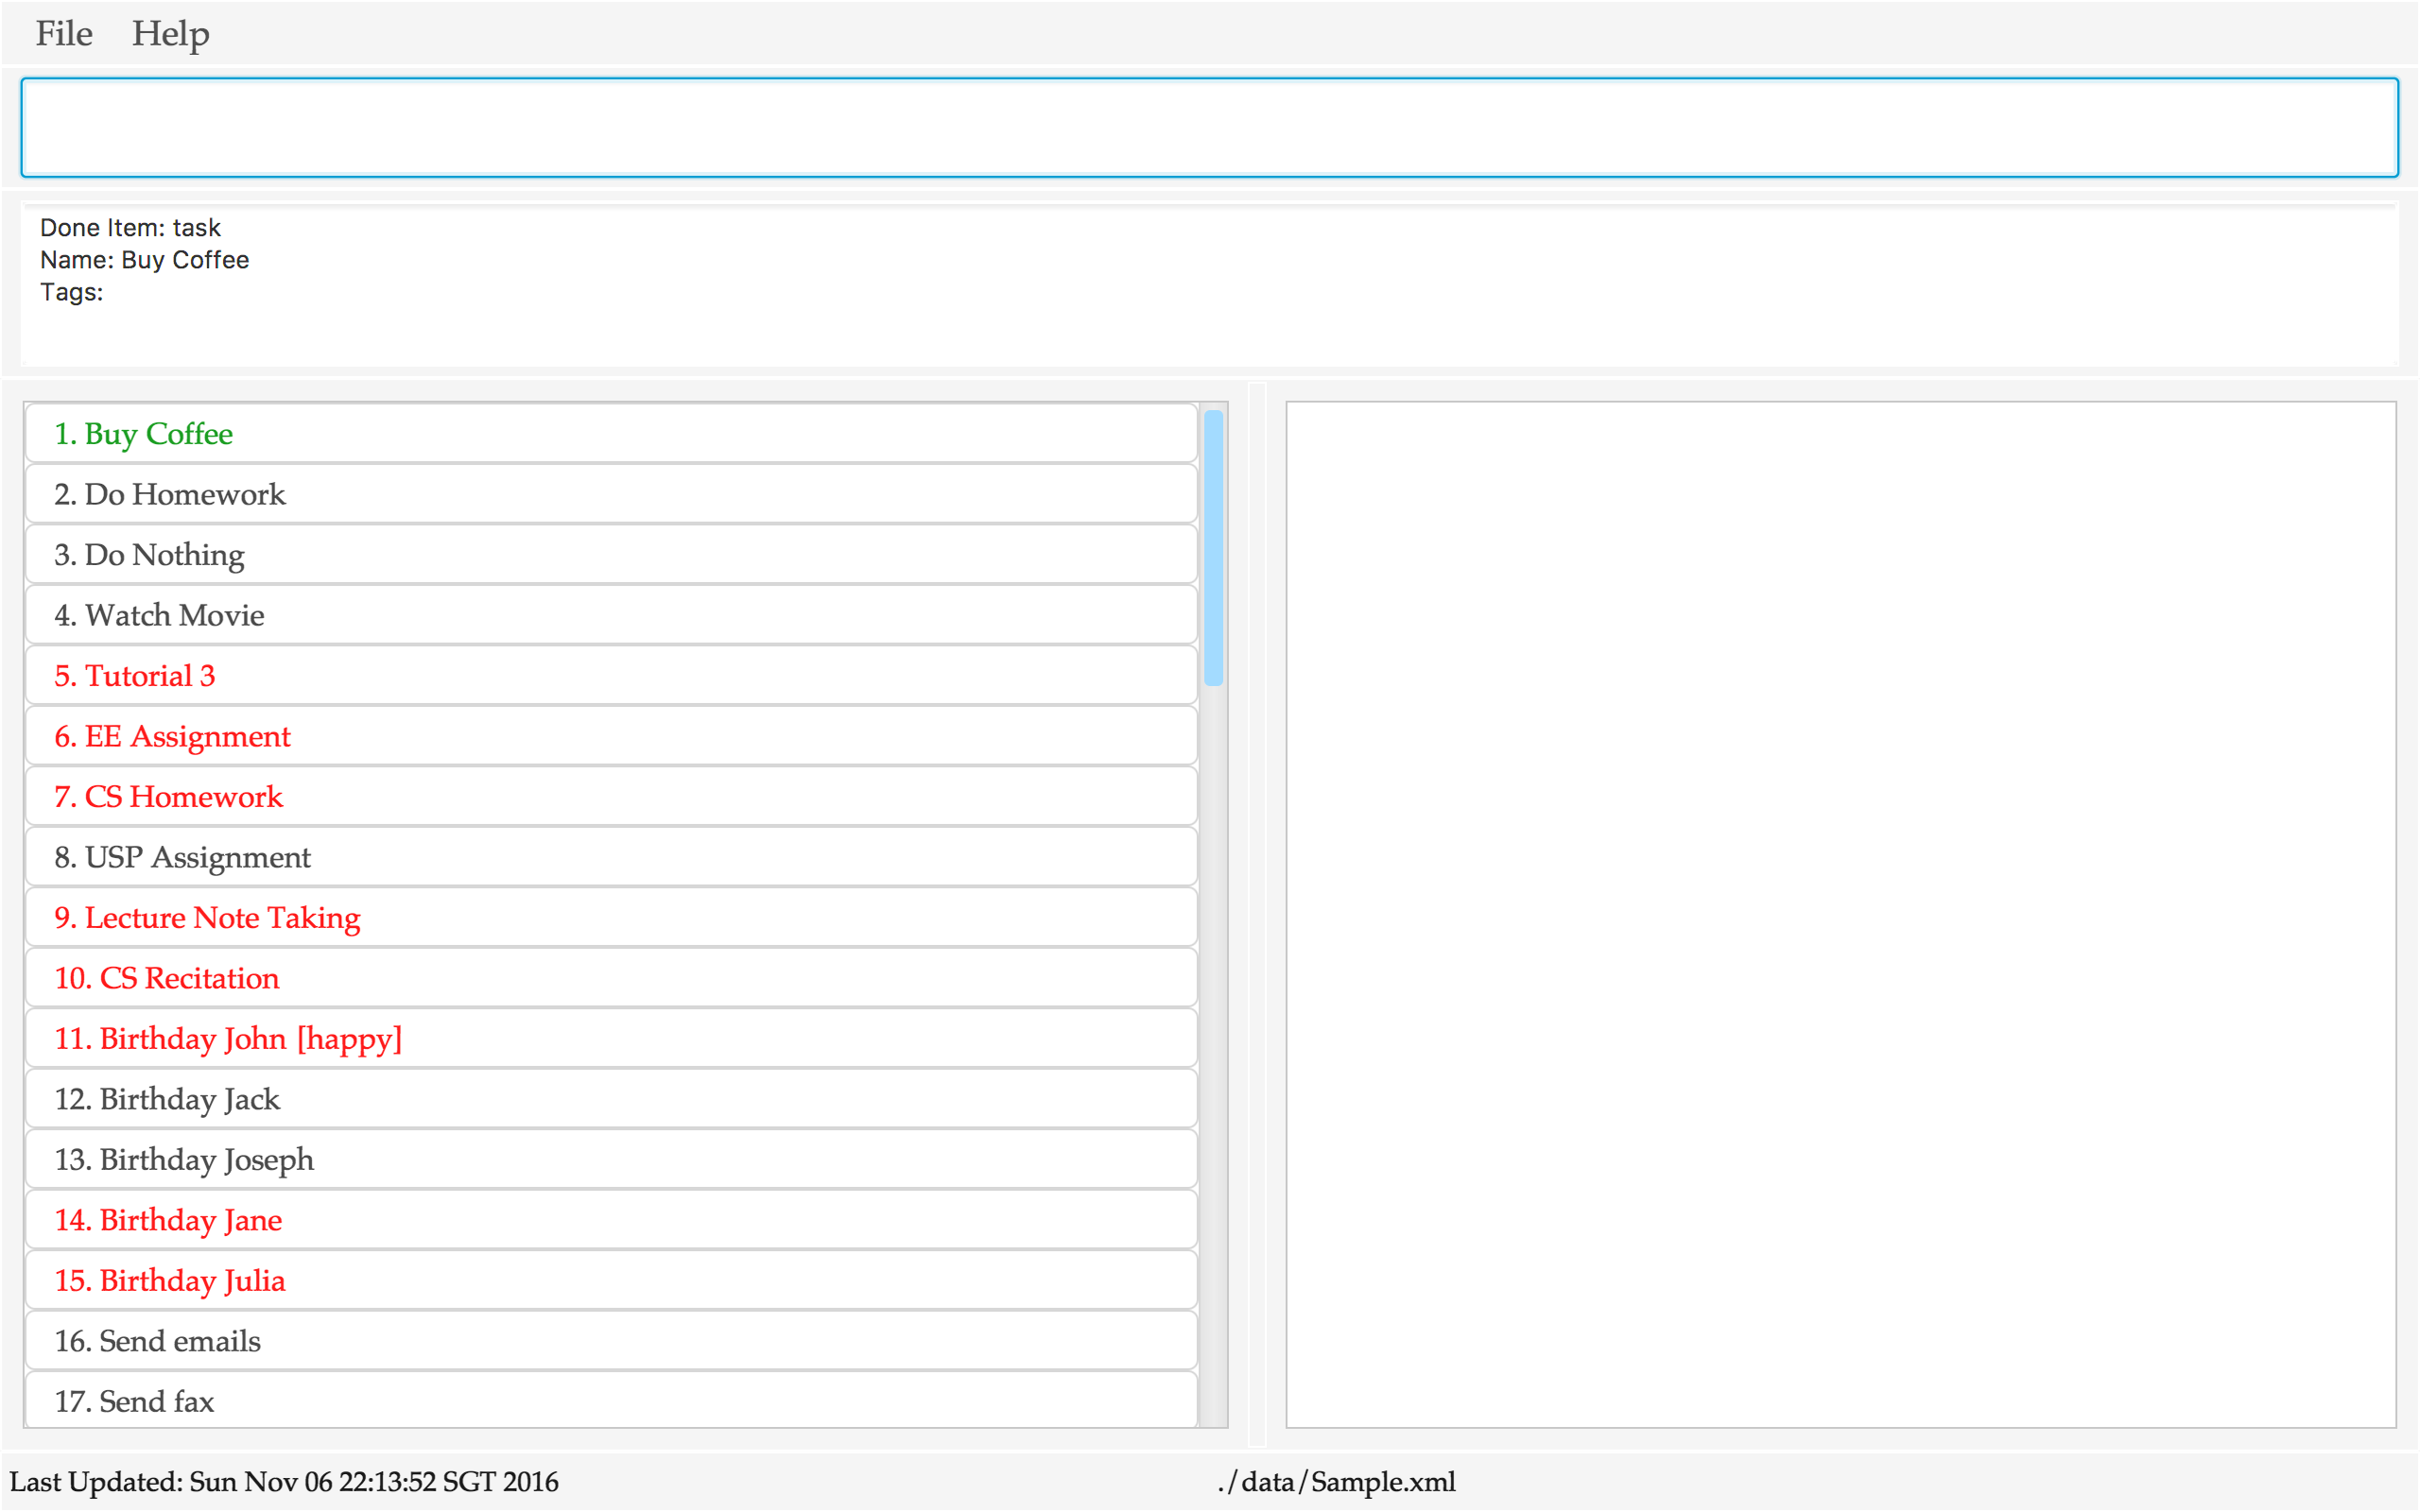 File Help
Done Item: task
Name: Buy Coffee
Tags:
1. Buy Coffee
2. Do Homework
3. Do Nothing
4. Watch Movie
5. Tutorial 3
6. EE Assignment
7. CS Homework
8. USP Assignment
9. Lecture Note Taking
10. CS Recitation
11. Birthday John [happy]
12. Birthday Jack
13. Birthday Joseph
14. Birthday Jane
15. Birthday Julia
16. Send emails
17. Send fax
Last Updated: Sun Nov 06 22:13:52 SGT 2016 ./data/Sample.xml